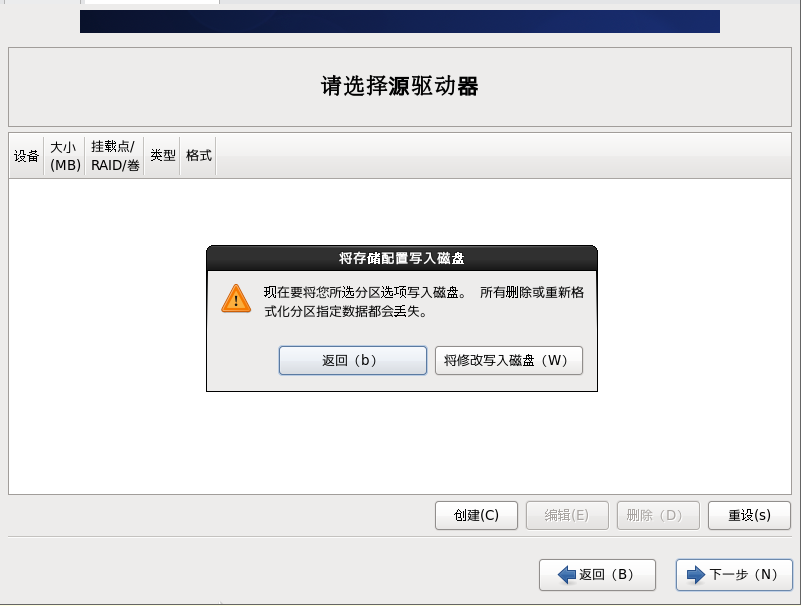 请选择源驱动器
设备
大小
(MB)
挂载点/
RAID/卷
类型
格式
将存储配置写入磁盘
现在要将您所选分区选项写入磁盘。 所有删除或重新格
式化分区指定数据都会丢失。
返回（b）
将修改写入磁盘（W）
创建(C)
编辑(E)
删除（D）
重设(s)
返回（B）
下一步（N）